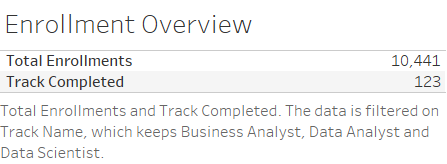 Enrollment Overview
Total Enrollments 10,441
Track Completed 123
Total Enrollments and Track Completed. The data is filtered on
Track Name, which keeps Business Analyst, Data Analyst and
Data Scientist.